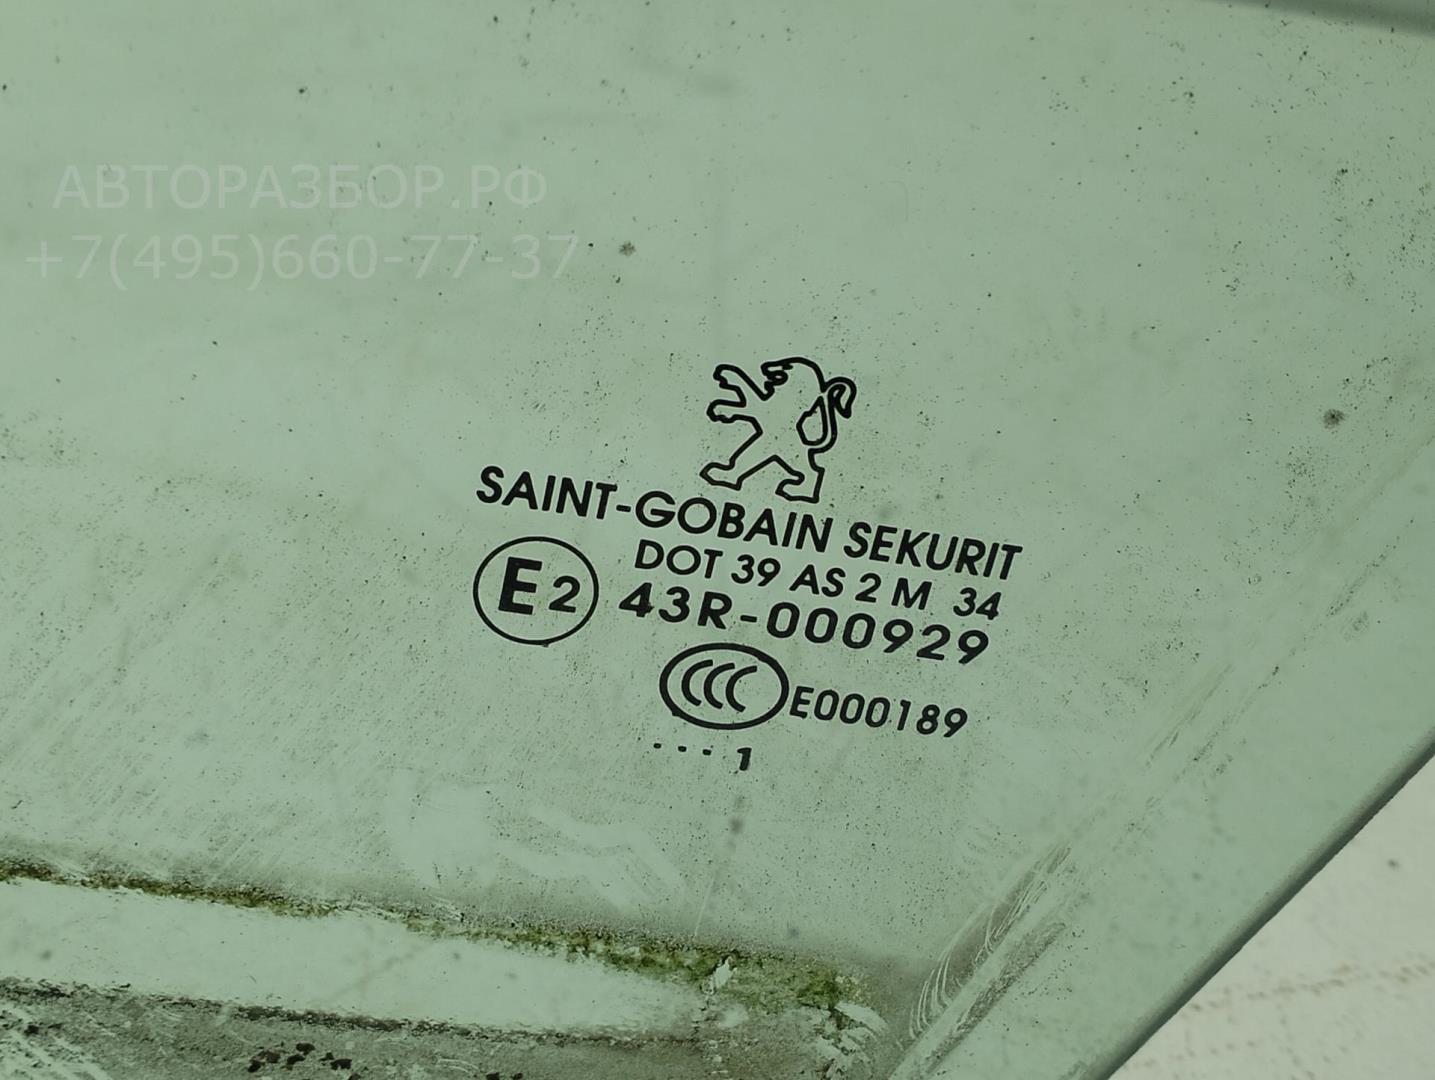 АВТОРАЗБОР.РФ
+7(495)660-77-37
SAINT-GOBAIN SEKURIT
DOT 39 AS 2 M 34
E2 43R-000929
CCC E000189
... 1